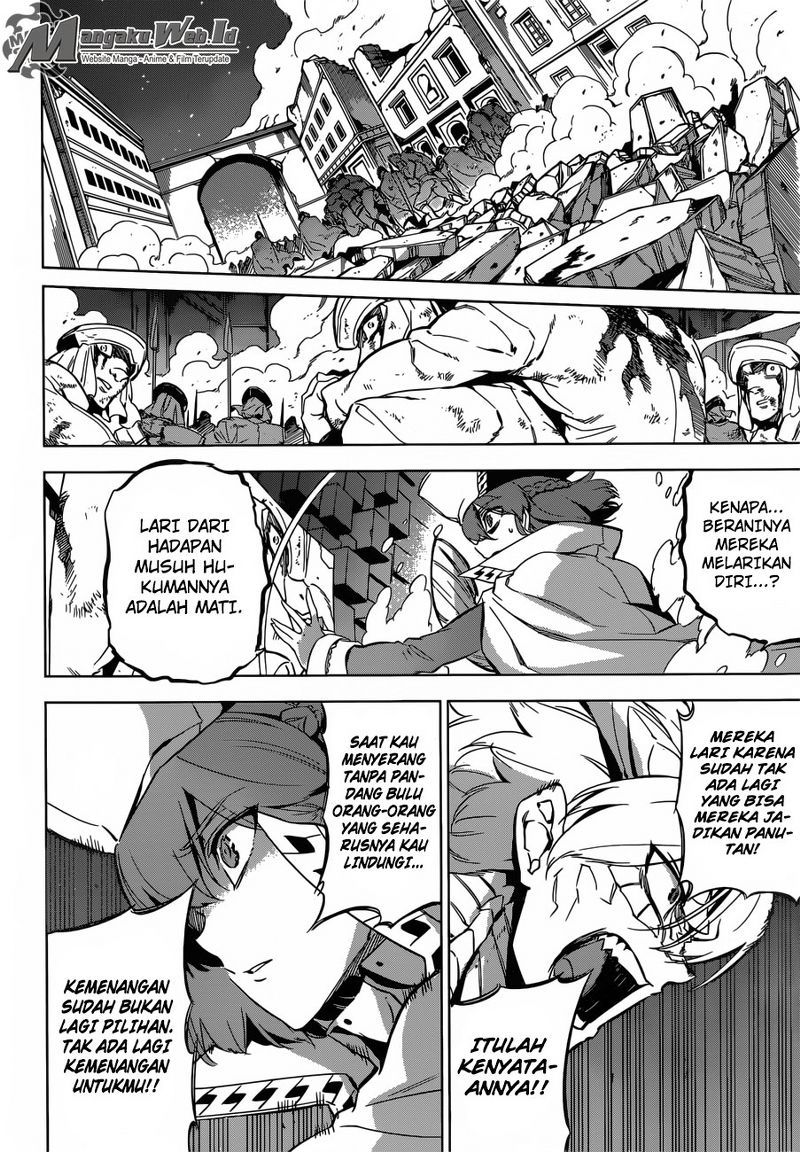 Mangaku.Web.Id
Website Manga - Anime & Film Terupdate
2
KENAPA...
BERANINYA
MEREKA
MELARIKAN
DIRI...?
LARI DARI
HADAPAN
MUSUH HU-
KUMANNYA
ADALAH MATI.
MEREKA
LARI KARENA
SUDAH TAK
ADA LAGI
YANG BISA
MEREKA JA-
DIKAN PANU-
TAN!
ITULAH
KENYATA-
ANNYA!!
SAAT KAU
MENYERANG
TANPA PAN-
DANG BULU
ORANG-ORANG
YANG SEHA-
RUSNYA KAU
LINDUNGI...
KEMENANGAN
SUDAH BUKAN
LAGI PILIHAN.
TAK ADA LAGI
KEMENANGAN
UNTUKMU!!